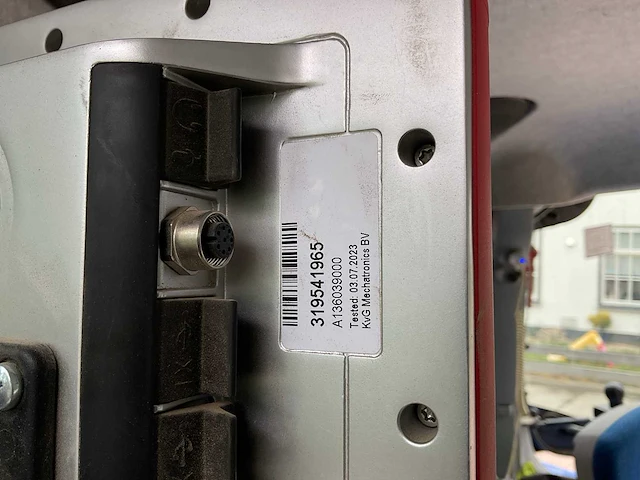 319541965
A136039000
Tested: 03.07.2023
KvG Mechatronics BV